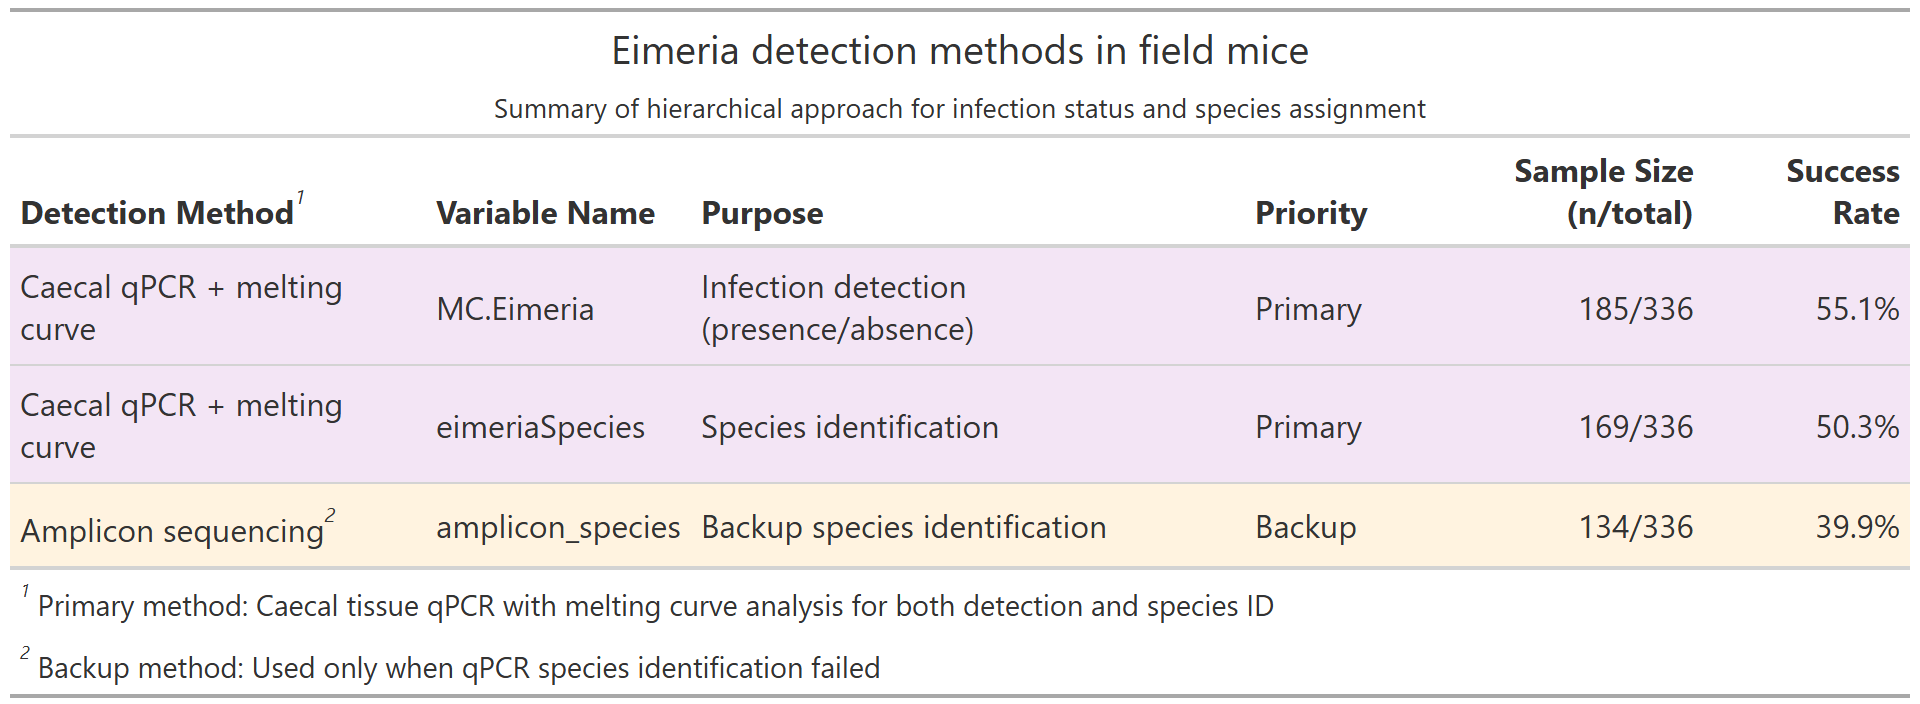 Eimeria detection methods in field mice
Summary of hierarchical approach for infection status and species assignment
Detection Method1 Variable Name Purpose Priority Sample Size (n/total) Success Rate
Caecal qPCR + melting curve MC.Eimeria Infection detection (presence/absence) Primary 185/336 55.1%
Caecal qPCR + melting curve eimeriaSpecies Species identification Primary 169/336 50.3%
Amplicon sequencing2 amplicon_species Backup species identification Backup 134/336 39.9%
1 Primary method: Caecal tissue qPCR with melting curve analysis for both detection and species ID
2 Backup method: Used only when qPCR species identification failed